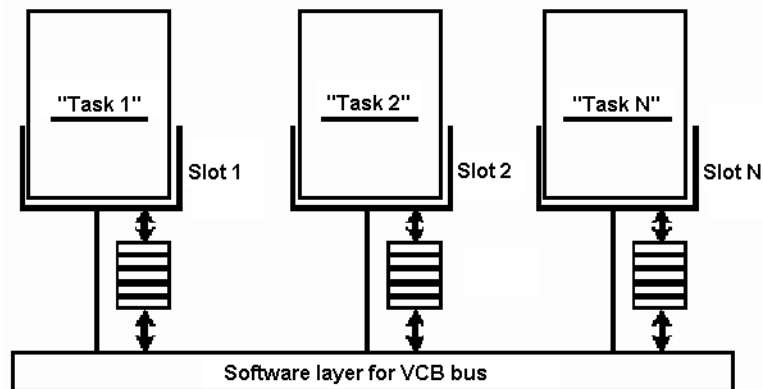 "Task 1"
"Task 2"
"Task N"
Slot 1
Slot 2
Slot N
Software layer for VCB bus